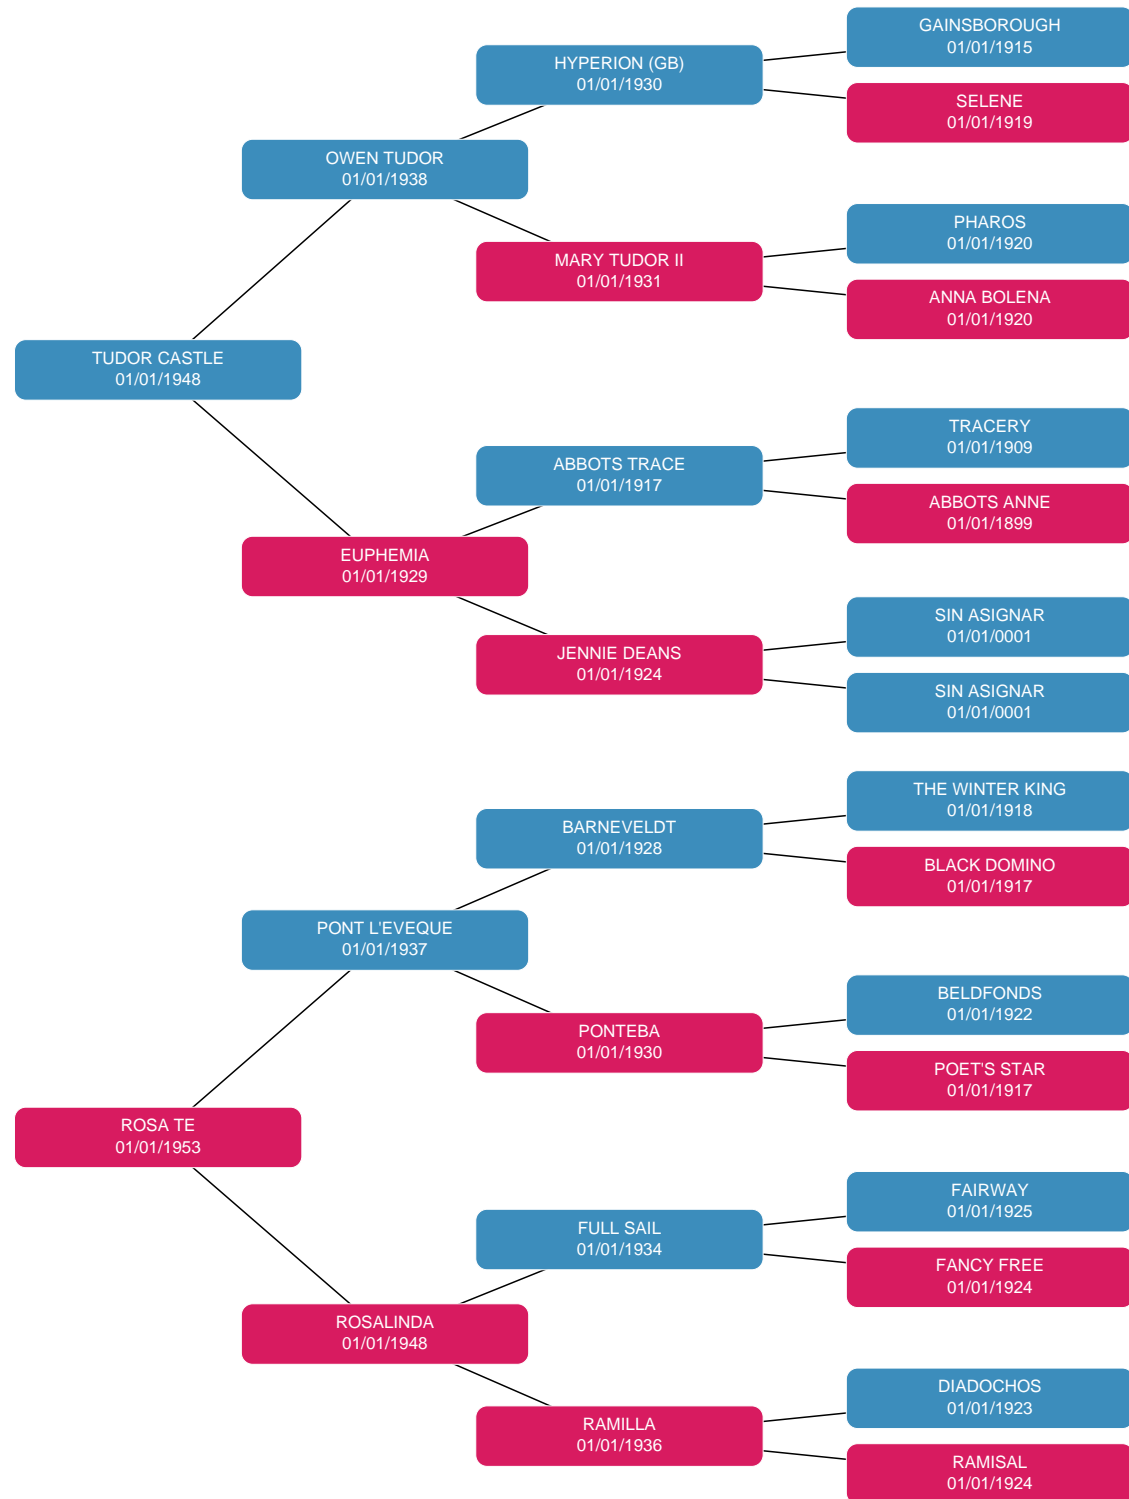 GAINSBOROUGH
01/01/1915
HYPERION (GB)
01/01/1930
SELENE
01/01/1919
OWEN TUDOR
01/01/1938
PHAROS
01/01/1920
MARY TUDOR II
01/01/1931
ANNA BOLENA
01/01/1920
TUDOR CASTLE
01/01/1948
TRACERY
01/01/1909
ABBOTS TRACE
01/01/1917
ABBOTS ANNE
01/01/1899
EUPHEMIA
01/01/1929
SIN ASIGNAR
01/01/0001
JENNIE DEANS
01/01/1924
SIN ASIGNAR
01/01/0001
THE WINTER KING
01/01/1918
BARNEVELDT
01/01/1928
BLACK DOMINO
01/01/1917
PONT L'EVEQUE
01/01/1937
BELDFONDS
01/01/1922
PONTEBA
01/01/1930
POET'S STAR
01/01/1917
ROSA TE
01/01/1953
FAIRWAY
01/01/1925
FULL SAIL
01/01/1934
FANCY FREE
01/01/1924
ROSALINDA
01/01/1948
DIADOCHOS
01/01/1923
RAMILLA
01/01/1936
RAMISAL
01/01/1924